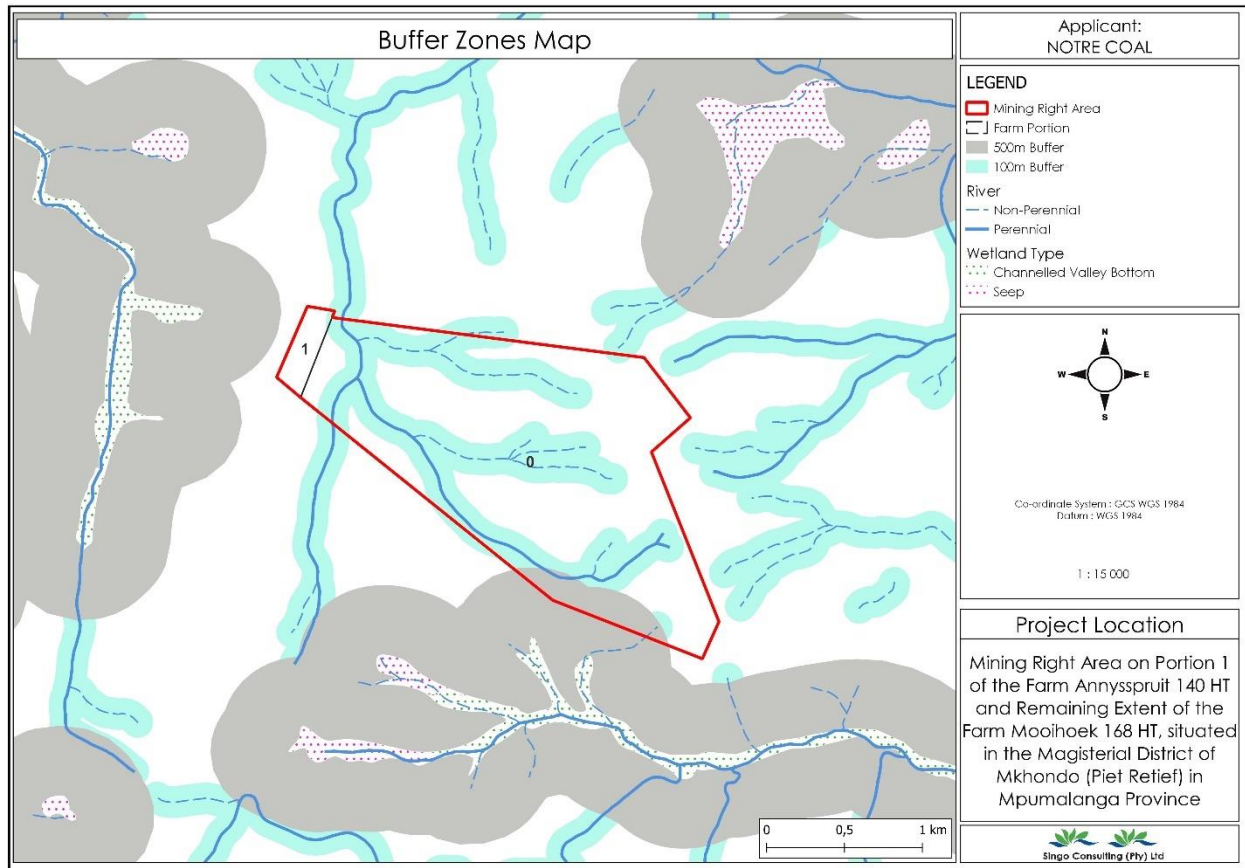 Buffer Zones Map
1
0
0 0,5 1 km
Applicant:
NOTRE COAL
LEGEND
Mining Right Area
Farm Portion
500m Buffer
100m Buffer
River
Non-Perennial
Perennial
Wetland Type
Channelled Valley Bottom
Seep
N
W E
S
Co-ordinate System : GCS WGS 1984
Datum : WGS 1984
1 : 15 000
Project Location
Mining Right Area on Portion 1
of the Farm Annysspruit 140 HT
and Remaining Extent of the
Farm Mooihoek 168 HT, situated
in the Magisterial District of
Mkhondo (Piet Retief) in
Mpumalanga Province
Singo Consulting (Pty) Ltd